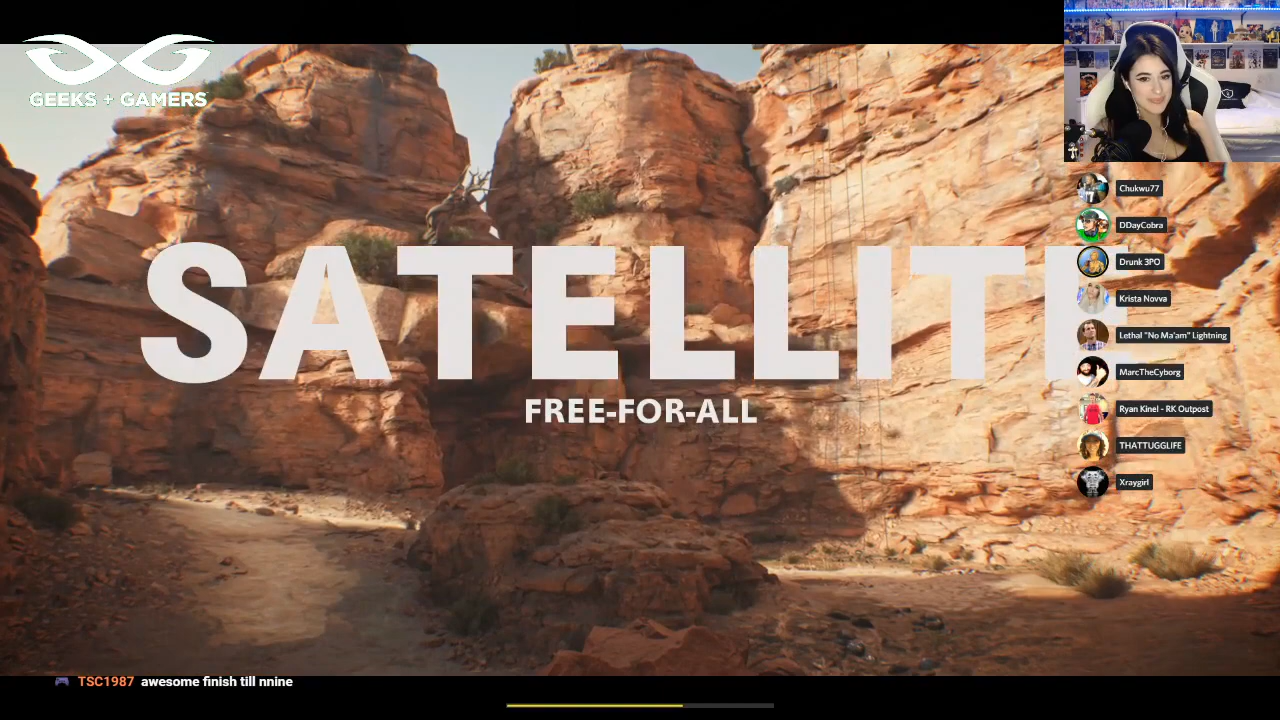 GEEKS + GAMERS
SATELLITE
FREE-FOR-ALL
Chukwu77
DDayCobra
Drunk 3PO
Krista Novva
Lethal "No Ma'am" Lightning
MarcTheCyborg
Ryan Kinel - RK Outpost
THATTUGGLIFE
Xraygirl
TSC1987 awesome finish till nnine